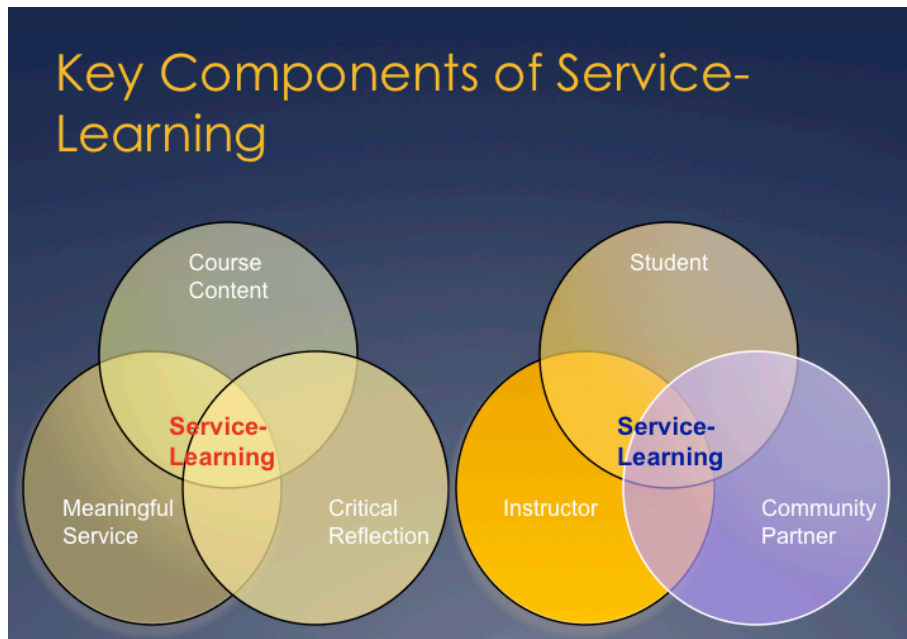 Key Components of Service-
Learning
Course
Content
Service-
Learning
Meaningful
Service
Critical
Reflection
Student
Service-
Learning
Instructor
Community
Partner